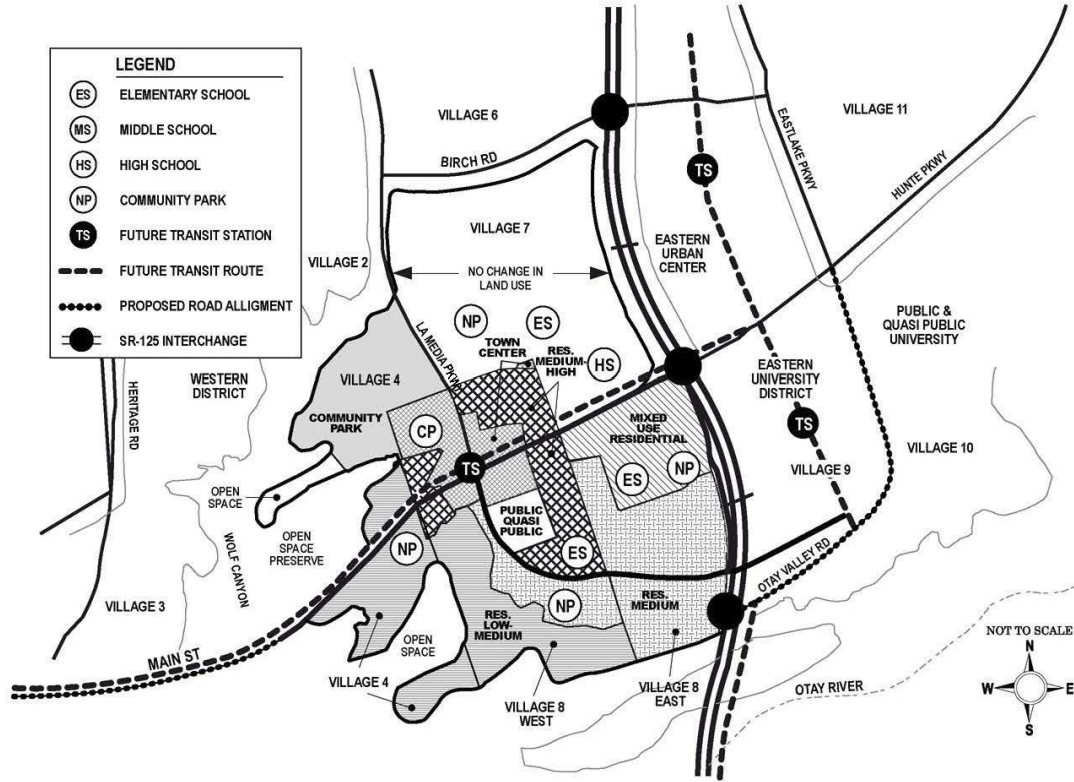 LEGEND
ES ELEMENTARY SCHOOL
MS MIDDLE SCHOOL
HS HIGH SCHOOL
NP COMMUNITY PARK
TS FUTURE TRANSIT STATION
FUTURE TRANSIT ROUTE
PROPOSED ROAD ALLIGMENT
SR-125 INTERCHANGE
VILLAGE 6
VILLAGE 11
BIRCH RD
EASTLAKE PKWY
HUNTE PKWY
TS
VILLAGE 7
VILLAGE 2
EASTERN
URBAN
CENTER
NO CHANGE IN
LAND USE
NP
ES
HS
TOWN
CENTER
RES.
MEDIUM-
HIGH
LA MEDIA PKWY
PUBLIC &
QUASI PUBLIC
UNIVERSITY
HERITAGE RD
WESTERN
DISTRICT
VILLAGE 4
COMMUNITY
PARK
CP
EASTERN
UNIVERSITY
DISTRICT
MIXED
USE
RESIDENTIAL
TS
VILLAGE 10
VILLAGE 9
TS
ES
NP
OPEN
SPACE
PUBLIC
QUASI
PUBLIC
WOLF CANYON
OPEN
SPACE
PRESERVE
NP
ES
OTAY VALLEY RD
VILLAGE 3
NP
RES.
MEDIUM
RES.
LOW-
MEDIUM
OPEN
SPACE
MAIN ST
NOT TO SCALE
N
W
E
S
VILLAGE 4
VILLAGE 8
WEST
VILLAGE 8
EAST
OTAY RIVER